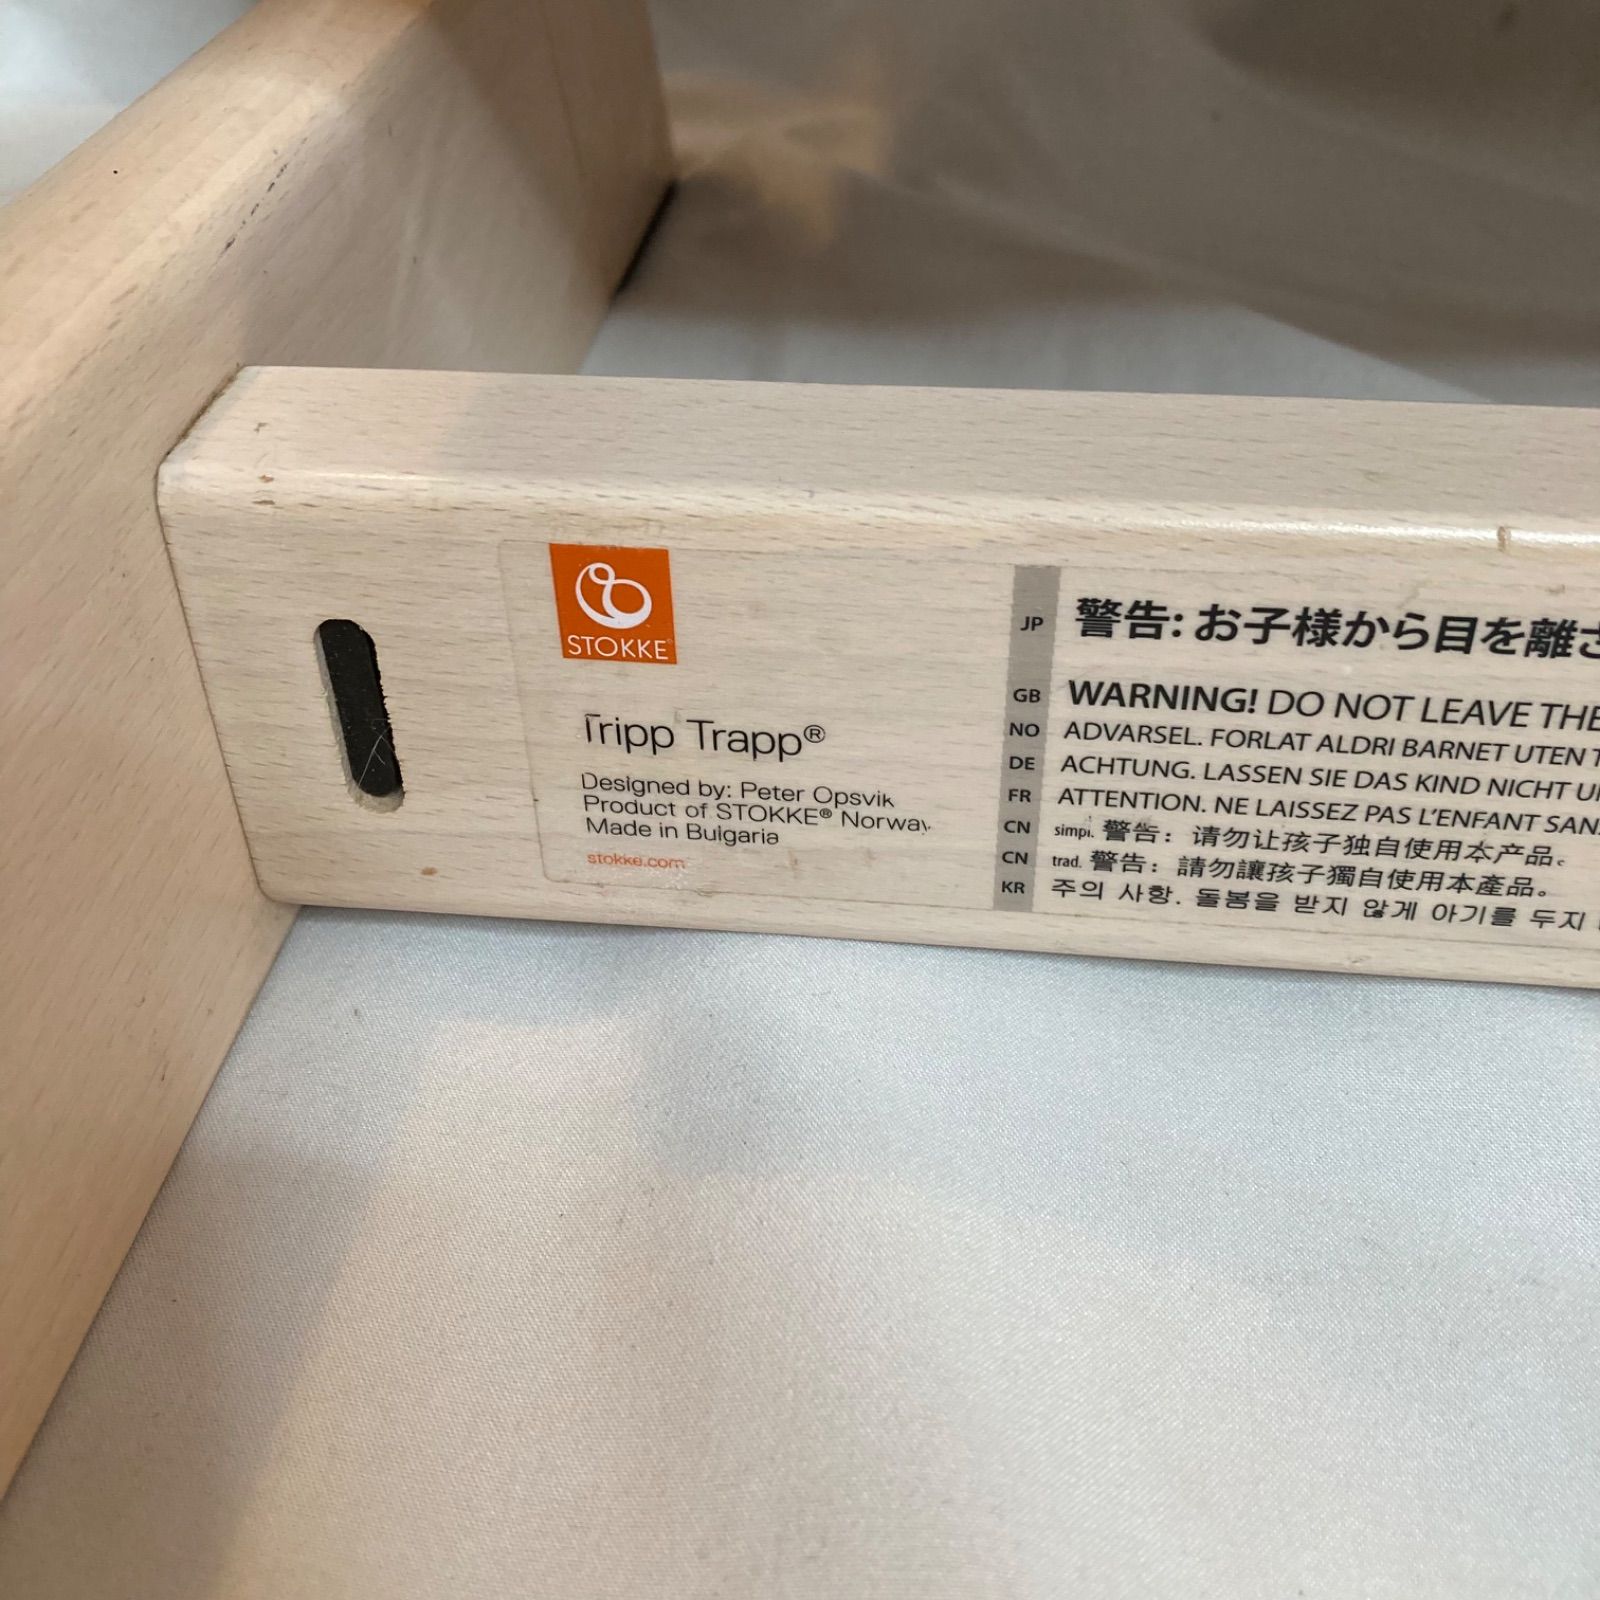 STOKKE
Tripp Trapp®
Designed by: Peter Opsvik
Product of STOKKE® Norway
Made in Bulgaria
stokke.com
JP 警告: お子様から目を離さ
GB WARNING! DO NOT LEAVE THE
NO ADVARSEL. FORLAT ALDRI BARNET UTEN T
DE ACHTUNG. LASSEN SIE DAS KIND NICHT U
FR ATTENTION. NE LAISSEZ PAS L'ENFANT SAN
CN simpl. 警告：请勿让孩子独自使用本产品。
CN trad. 警告：請勿讓孩子獨自使用本產品。
KR 주의 사항. 돌봄을 받지 않게 아기를 두지